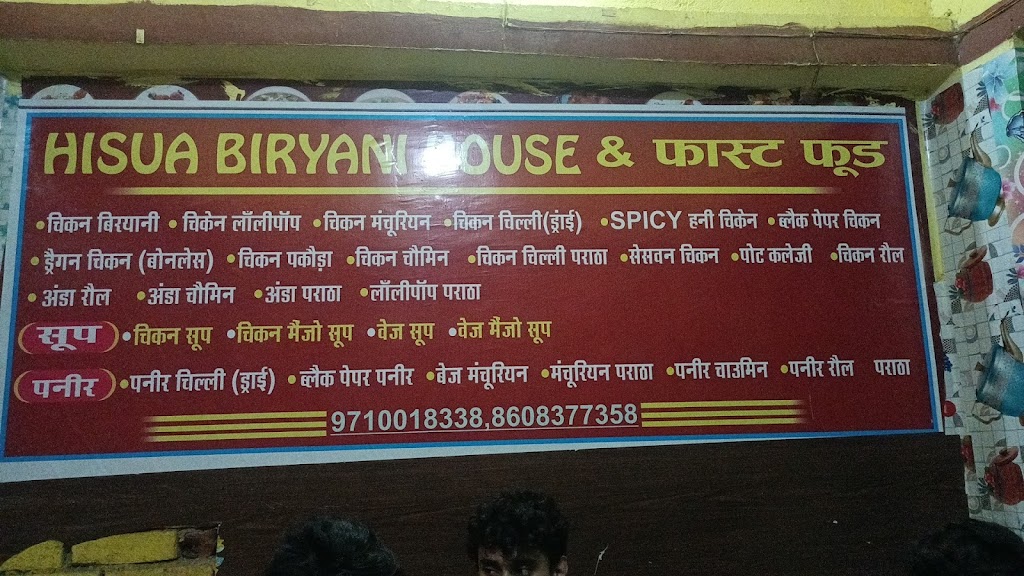 HISUA BIRYANI HOUSE & फास्ट फूड
•चिकन बिरयानी •चिकेन लॉलीपॉप •चिकन मंचूरियन •चिकन चिल्ली(ड्राई) •SPICY हनी चिकेन •ब्लैक पेपर चिकन
•ड्रैगन चिकन (बोनलेस) •चिकन पकौड़ा •चिकन चौमिन •चिकन चिल्ली पराठा •सेसवन चिकन •पोट कलेजी •चिकन रौल
•अंडा रौल •अंडा चौमिन •अंडा पराठा •लॉलीपॉप पराठा
सूप •चिकन सूप •चिकन मैंजो सूप •वेज सूप •वेज मैंजो सूप
पनीर •पनीर चिल्ली (ड्राई) •ब्लैक पेपर पनीर •बेज मंचूरियन •मंचूरियन पराठा •पनीर चाउमिन •पनीर रौल पराठा
9710018338,8608377358